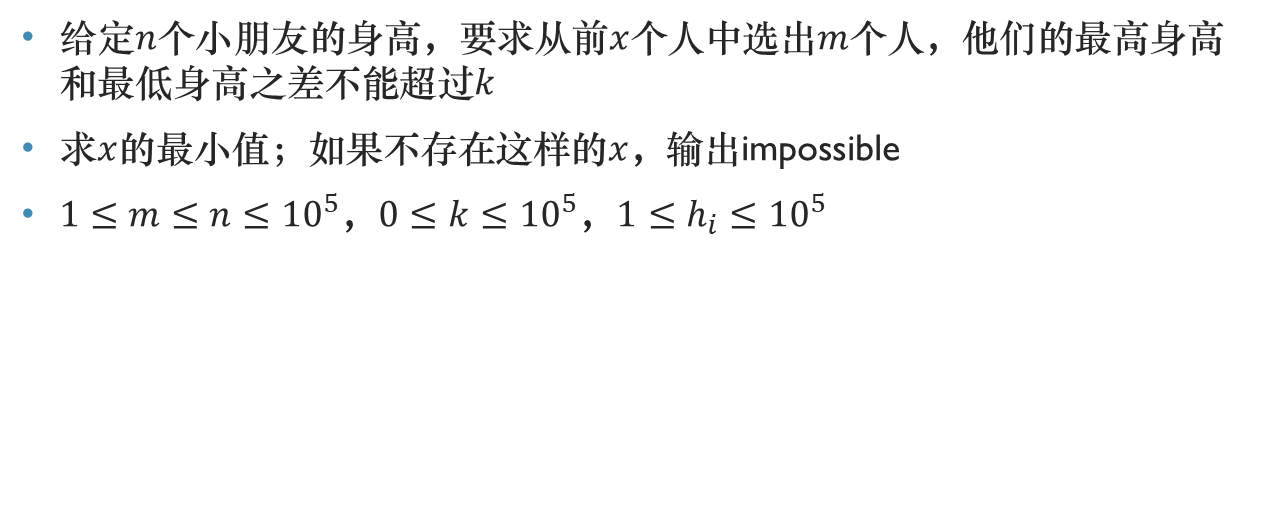 • 给定n个小朋友的身高，要求从前x个人中选出m个人，他们的最高身高
和最低身高之差不能超过k
• 求x的最小值；如果不存在这样的x，输出impossible
• 1 ≤ m ≤ n ≤ 10⁵，0 ≤ k ≤ 10⁵，1 ≤ hᵢ ≤ 10⁵